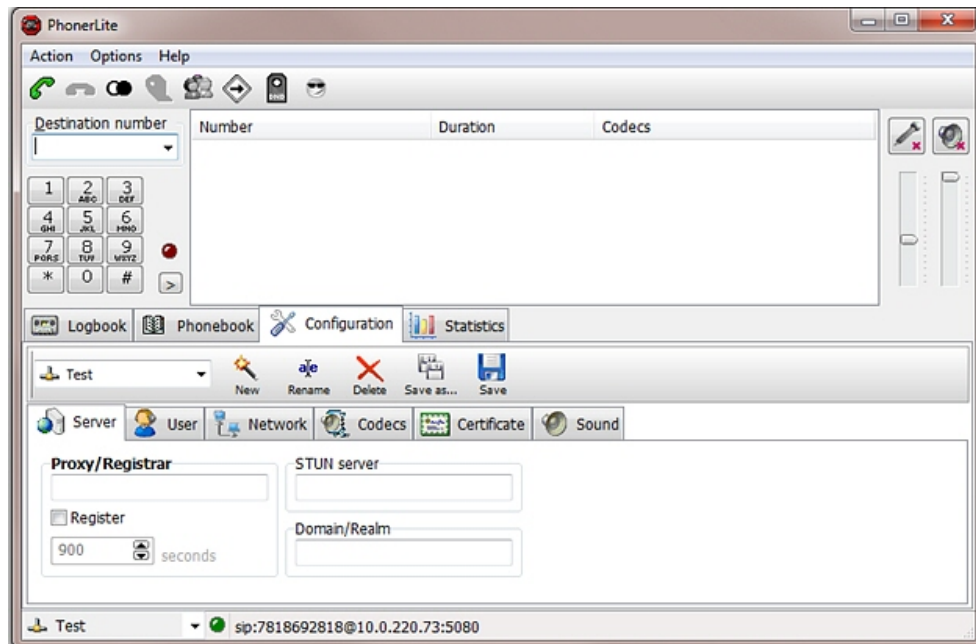 PhonerLite
Action Options Help
Destination number
Number Duration Codecs
1 2 ABC 3 DEF
4 GHI 5 JKL 6 MNO
7 PQRS 8 TUV 9 WXYZ
* 0 # >
Logbook Phonebook Configuration Statistics
Test New Rename Delete Save as... Save
Server User Network Codecs Certificate Sound
Proxy/Registrar STUN server
Register
Domain/Realm
900 seconds
Test sip:7818692818@10.0.220.73:5080